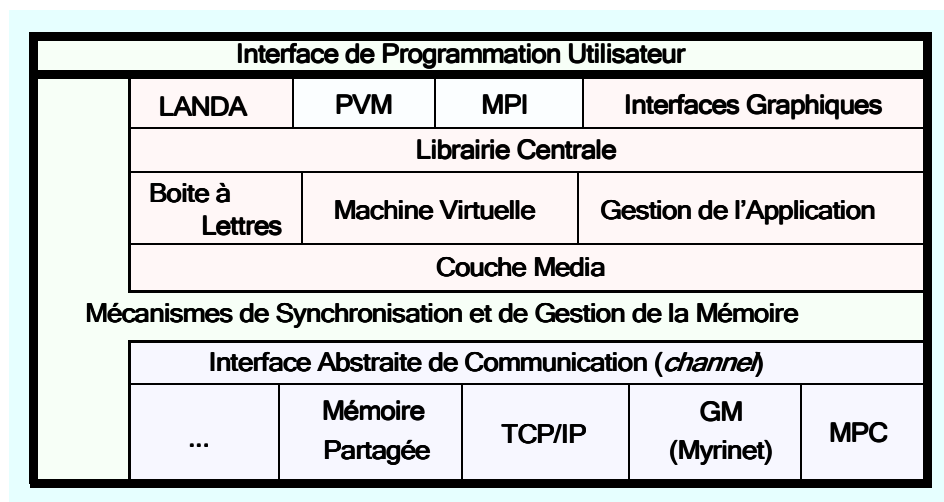 Interface de Programmation Utilisateur
LANDA PVM MPI Interfaces Graphiques
Librairie Centrale
Boite à
Lettres
Machine Virtuelle
Gestion de l'Application
Couche Media
Mécanismes de Synchronisation et de Gestion de la Mémoire
Interface Abstraite de Communication (channel)
...
Mémoire
Partagée
TCP/IP
GM
(Myrinet)
MPC